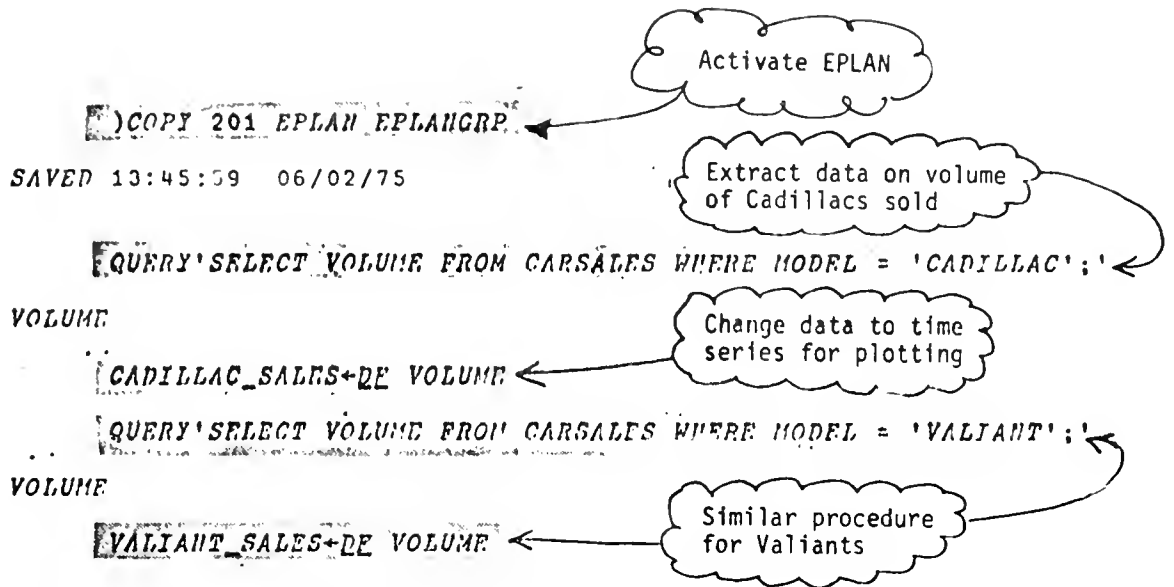 Activate EPLAN
)COPY 201 EPLAN EPLANGRP
SAVED 13:45:59 06/02/75
Extract data on volume
of Cadillacs sold
QUERY'SELECT VOLUME FROM CARSALES WHERE MODEL = 'CADILLAC';'
VOLUME
Change data to time
series for plotting
CADILLAC_SALES←DF VOLUME
QUERY'SELECT VOLUME FROM CARSALES WHERE MODEL = 'VALIANT';'
VOLUME
Similar procedure
for Valiants
VALIANT_SALES←DF VOLUME